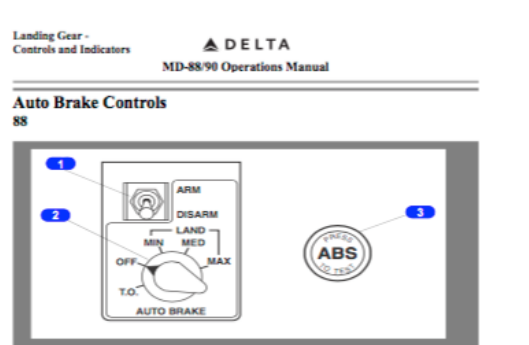 Landing Gear -
Controls and Indicators
DELTA
MD-88/90 Operations Manual
Auto Brake Controls
88
1
ARM
2
DISARM
3
LAND
MIN MED
OFF
MAX
T.O.
AUTO BRAKE
PRESS
ABS
TO TEST